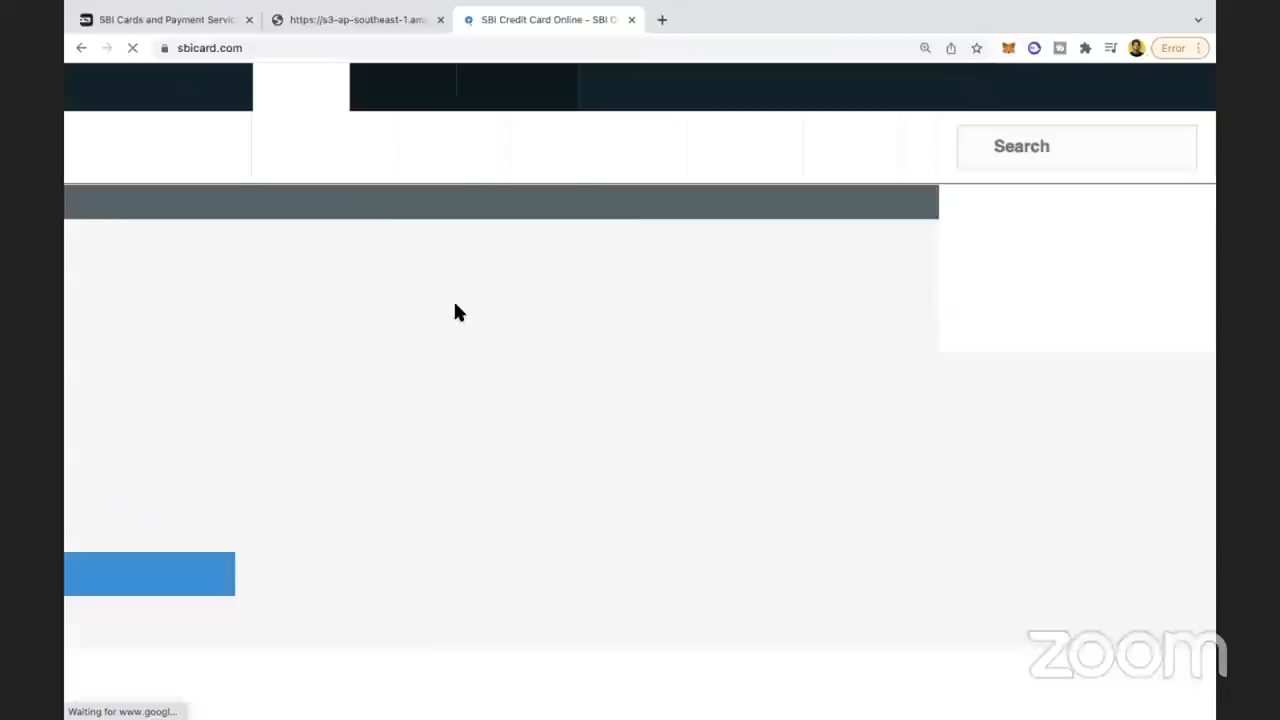 SBI Cards and Payment Servic
https://s3-ap-southeast-1.am
SBI Credit Card Online - SBI C
sbicard.com
Error
Search
zoom
Waiting for www.googl...